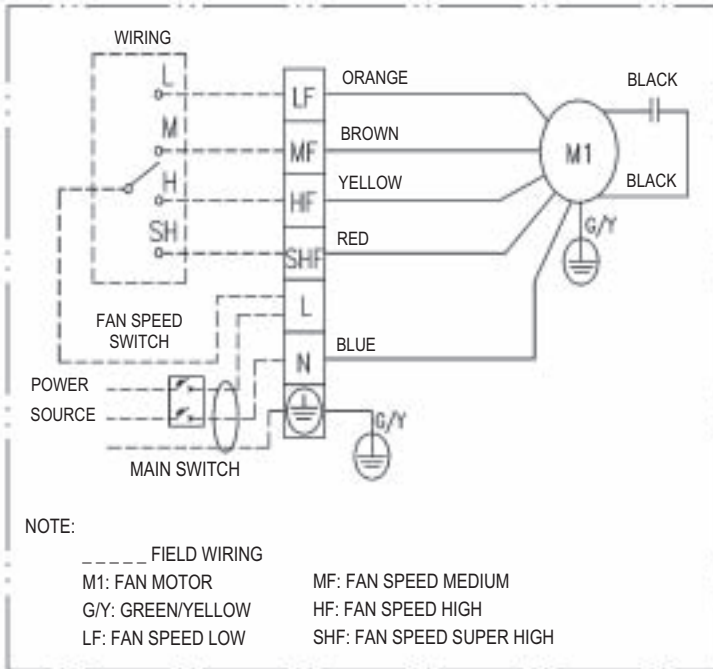 WIRING
L
M
H
SH
FAN SPEED
SWITCH
POWER
SOURCE
MAIN SWITCH
LF
MF
HF
SHF
L
N
ORANGE
BROWN
YELLOW
RED
BLUE
M1
BLACK
BLACK
G/Y
G/Y
NOTE:
_ _ _ _ _ FIELD WIRING
M1: FAN MOTOR
G/Y: GREEN/YELLOW
LF: FAN SPEED LOW
MF: FAN SPEED MEDIUM
HF: FAN SPEED HIGH
SHF: FAN SPEED SUPER HIGH